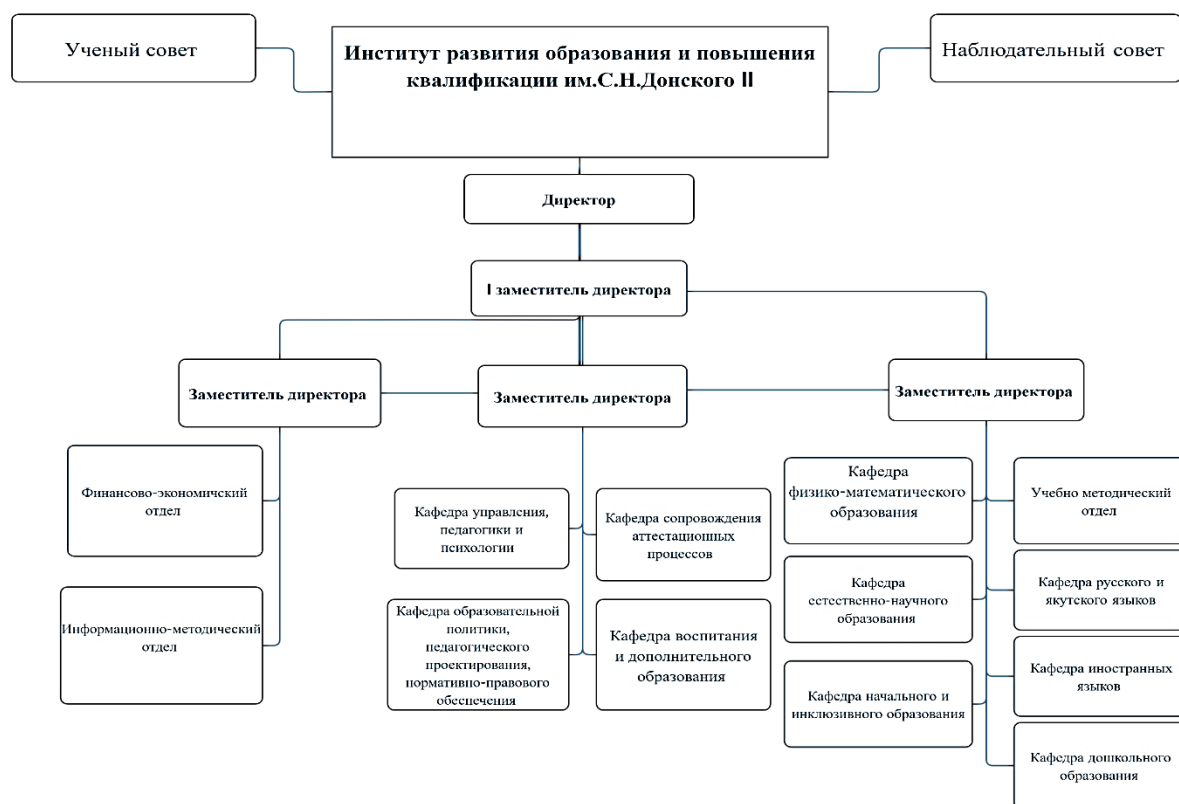 Ученый совет
Институт развития образования и повышения
квалификации им.С.Н.Донского II
Наблюдательный совет
Директор
I заместитель директора
Заместитель директора
Заместитель директора
Заместитель директора
Финансово-экономичский
отдел
Информационно-методический
отдел
Кафедра управления,
педагогики и
психологии
Кафедра сопровождения
аттестационных
процессов
Кафедра образовательной
политики,
педагогического
проектирования,
нормативно-правового
обеспечения
Кафедра воспитания
и дополнительного
образования
Кафедра
физико-математического
образования
Учебно методический
отдел
Кафедра
естественно-научного
образования
Кафедра русского и
якутского языков
Кафедра начального и
инклюзивного образования
Кафедра иностранных
языков
Кафедра дошкольного
образования